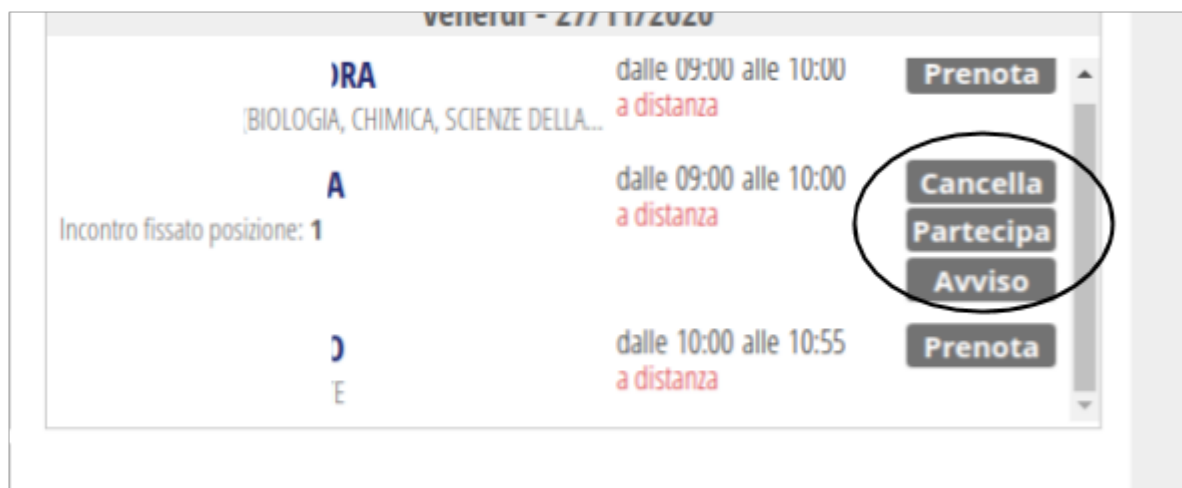 Venerdì - 27/11/2020
ORA dalle 09:00 alle 10:00 Prenota
BIOLOGIA, CHIMICA, SCIENZE DELLA... a distanza
A dalle 09:00 alle 10:00 Cancella
Incontro fissato posizione: 1 a distanza Partecipa
Avviso
O dalle 10:00 alle 10:55 Prenota
E a distanza